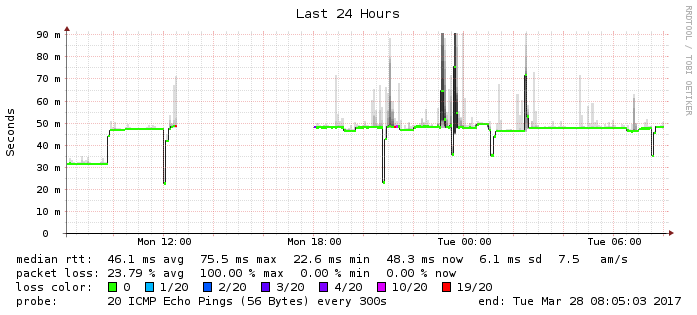 Last 24 Hours
RRDTOOL / TOBI OETIKER
Seconds
90 m
80 m
70 m
60 m
50 m
40 m
30 m
20 m
10 m
0
Mon 12:00 Mon 18:00 Tue 00:00 Tue 06:00
median rtt: 46.1 ms avg 75.5 ms max 22.6 ms min 48.3 ms now 6.1 ms sd 7.5 am/s
packet loss: 23.79 % avg 100.00 % max 0.00 % min 0.00 % now
loss color: 0 1/20 2/20 3/20 4/20 10/20 19/20
probe: 20 ICMP Echo Pings (56 Bytes) every 300s end: Tue Mar 28 08:05:03 2017